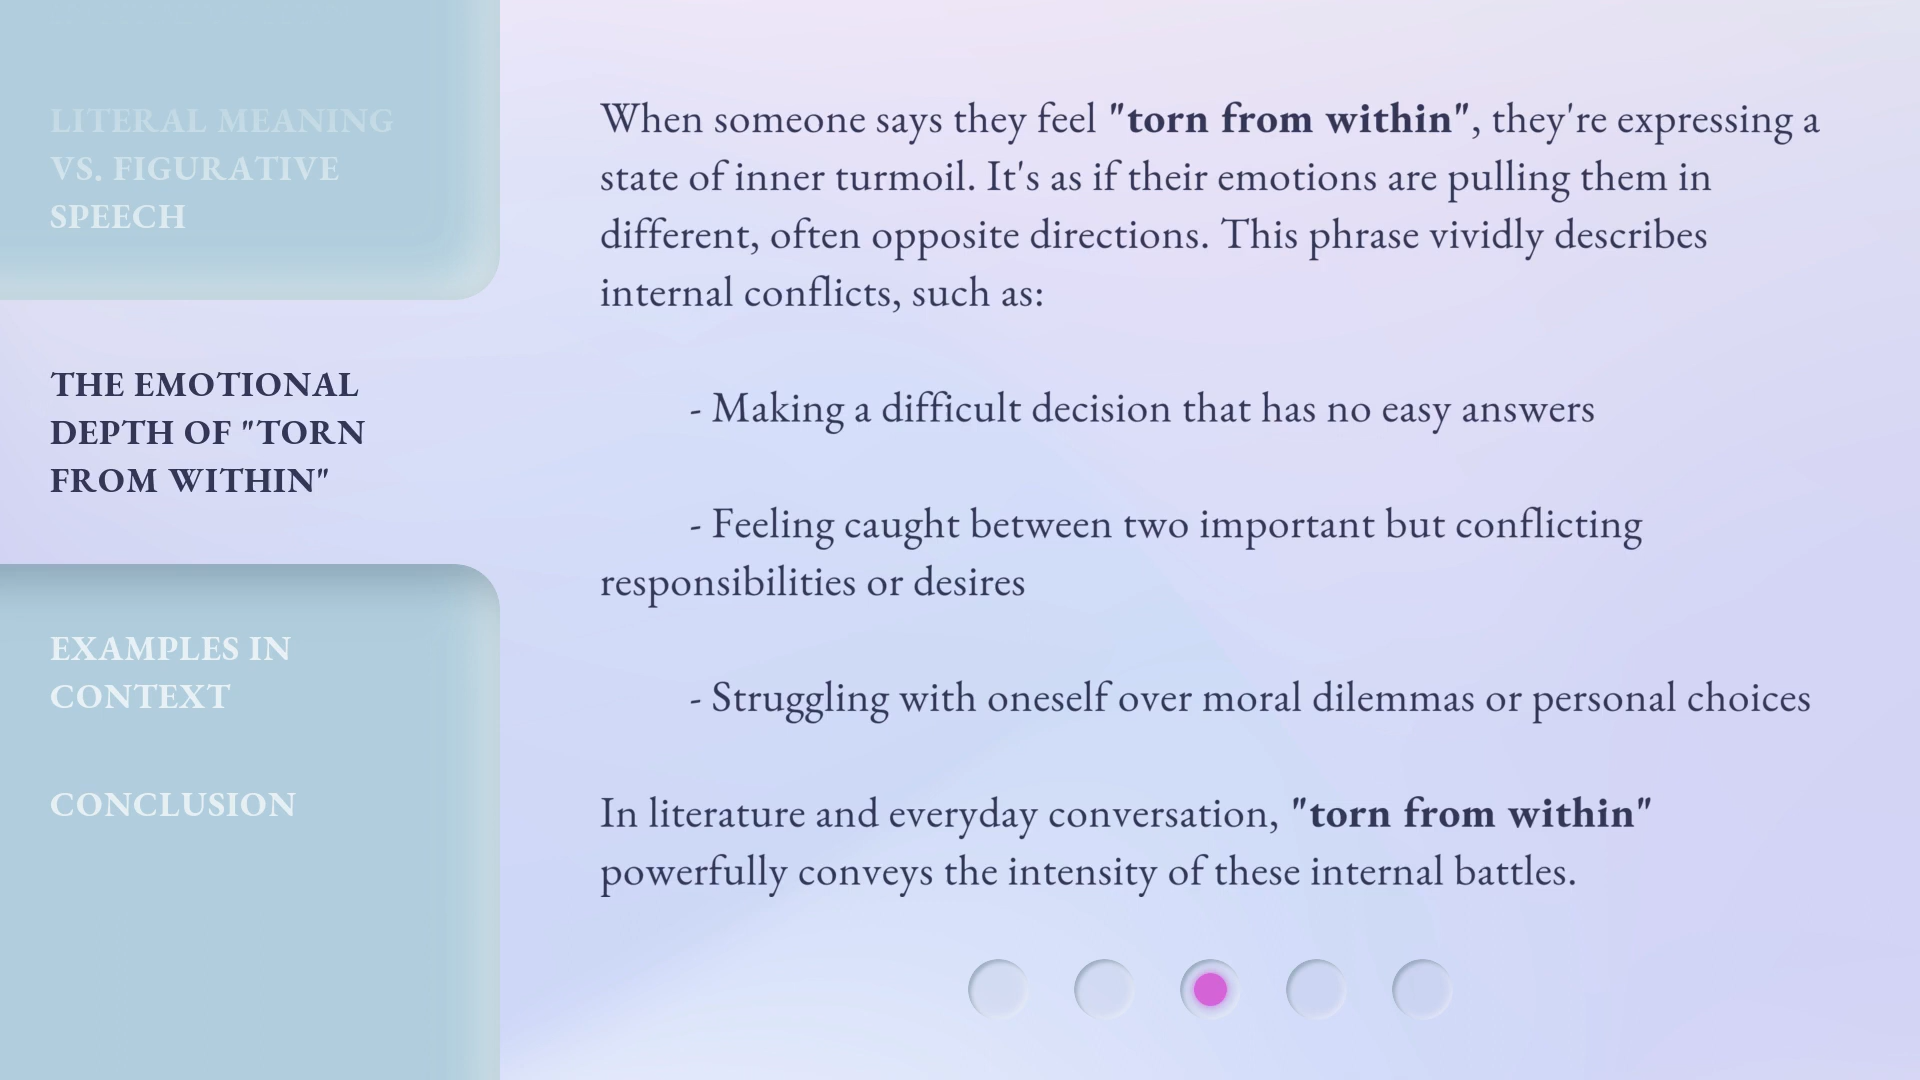 LITERAL MEANING
VS. FIGURATIVE
SPEECH
THE EMOTIONAL
DEPTH OF "TORN
FROM WITHIN"
EXAMPLES IN
CONTEXT
CONCLUSION
When someone says they feel "torn from within", they're expressing a
state of inner turmoil. It's as if their emotions are pulling them in
different, often opposite directions. This phrase vividly describes
internal conflicts, such as:
- Making a difficult decision that has no easy answers
- Feeling caught between two important but conflicting
responsibilities or desires
- Struggling with oneself over moral dilemmas or personal choices
In literature and everyday conversation, "torn from within"
powerfully conveys the intensity of these internal battles.